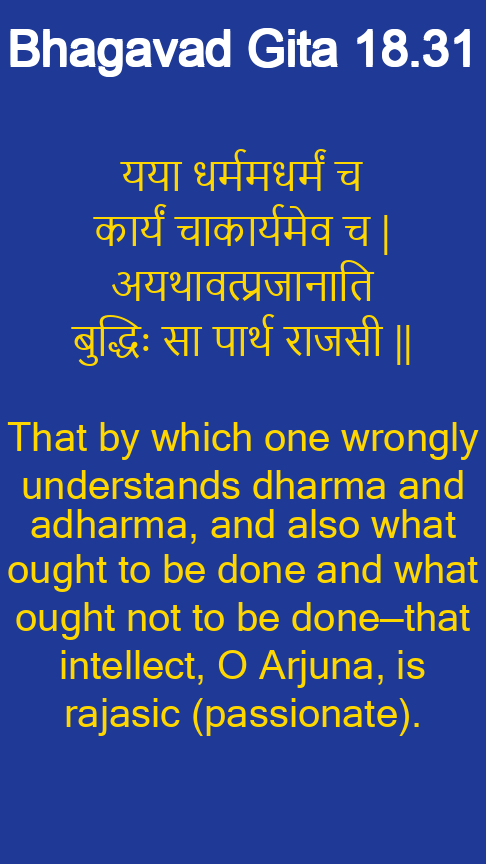 Bhagavad Gita 18.31
यया धर्ममधर्मं च
कार्यं चाकार्यमेव च |
अयथावत्प्रजानाति
बुद्धिः सा पार्थ राजसी ||
That by which one wrongly
understands dharma and
adharma, and also what
ought to be done and what
ought not to be done—that
intellect, O Arjuna, is
rajasic (passionate).